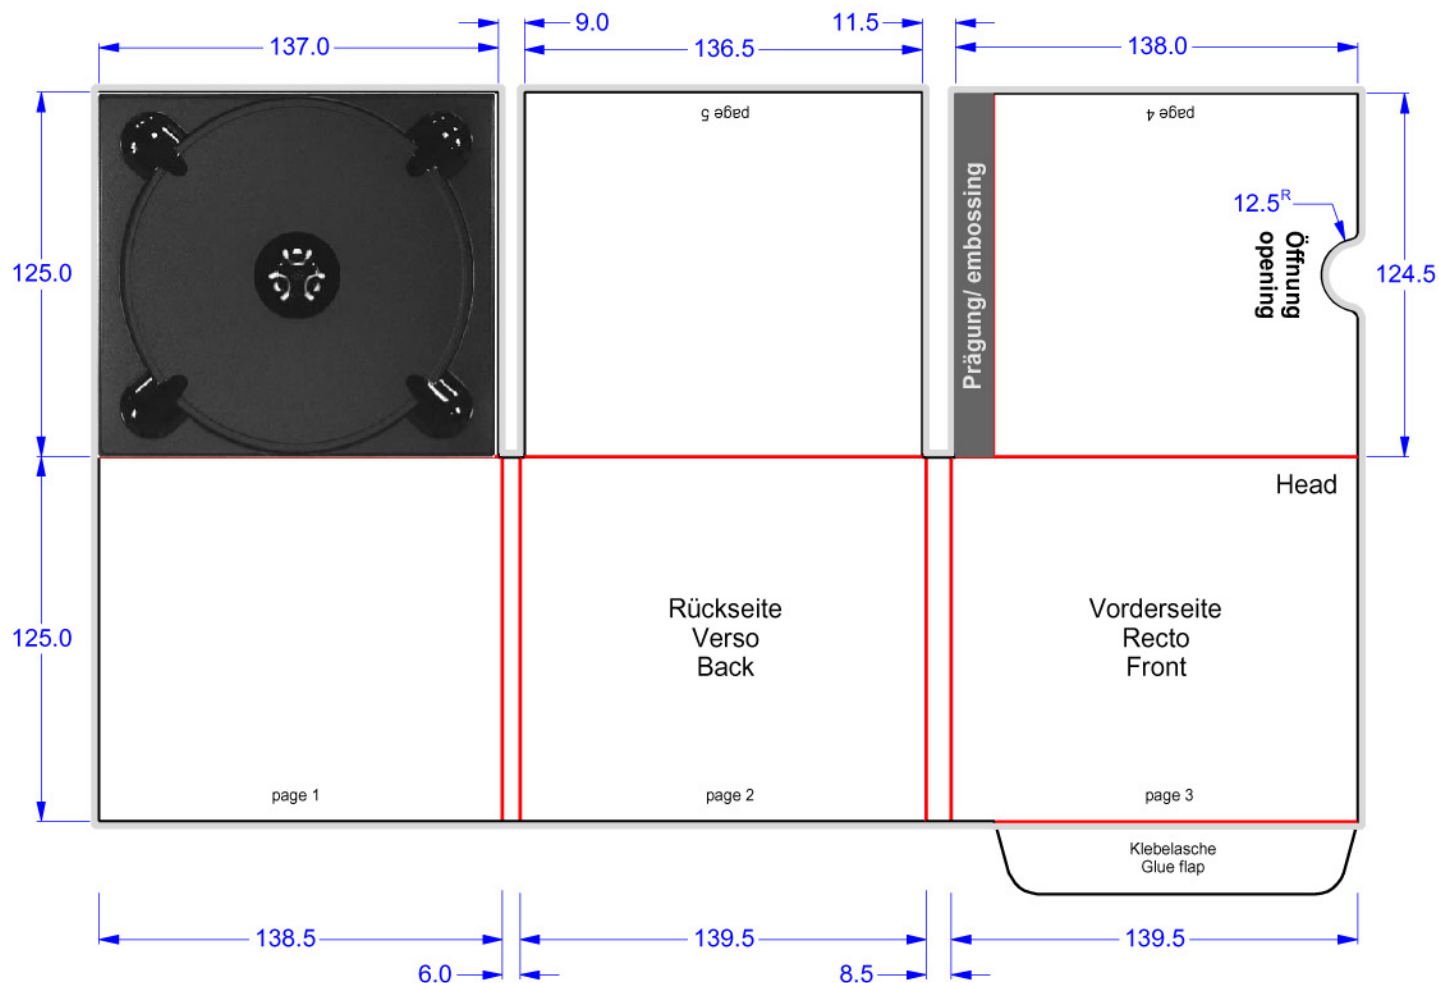 9.0
11.5
137.0
136.5
138.0
page 5
page 4
Prägung/ embossing
12.5R
Öffnung
opening
125.0
124.5
Head
Rückseite
Verso
Back
Vorderseite
Recto
Front
125.0
page 1
page 2
page 3
Klebelasche
Glue flap
138.5
139.5
139.5
6.0
8.5